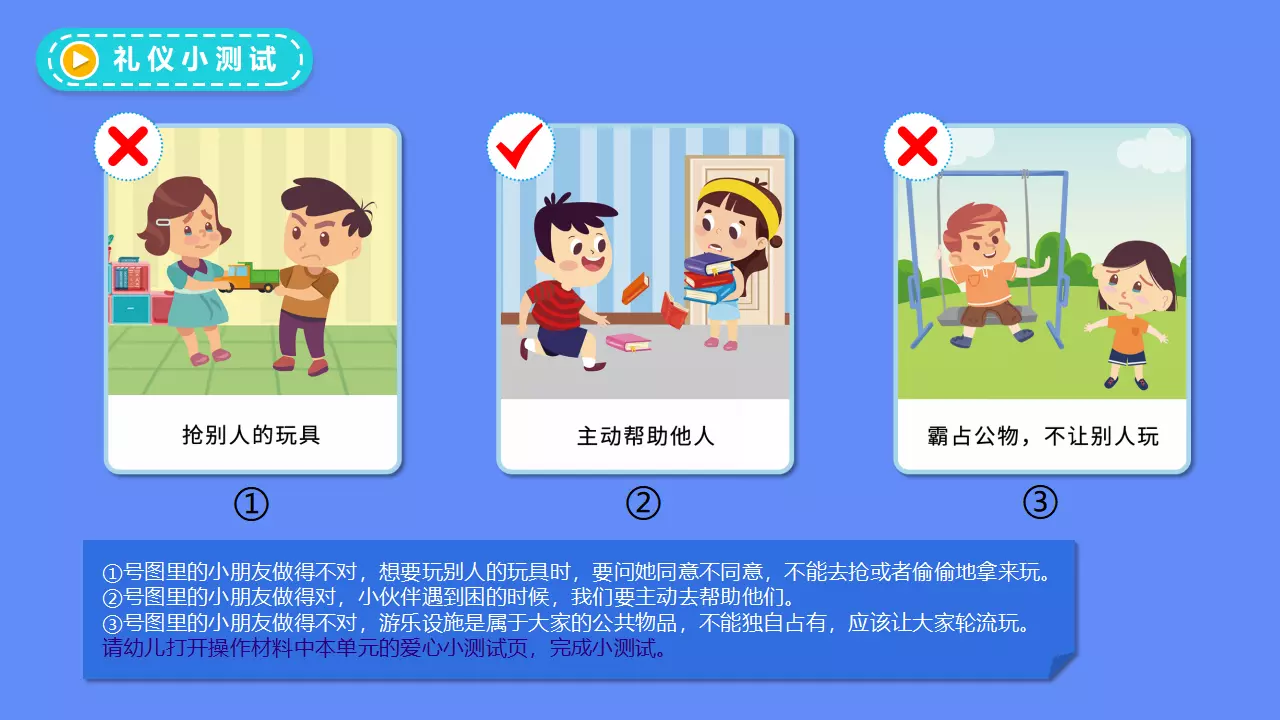 礼仪小测试
抢别人的玩具
主动帮助他人
霸占公物，不让别人玩
①
②
③
①号图里的小朋友做得不对，想要玩别人的玩具时，要问她同意不同意，不能去抢或者偷偷地拿来玩。
②号图里的小朋友做得对，小伙伴遇到困的时候，我们要主动去帮助他们。
③号图里的小朋友做得不对，游乐设施是属于大家的公共物品，不能独自占有，应该让大家轮流玩。
请幼儿打开操作材料中本单元的爱心小测试页，完成小测试。